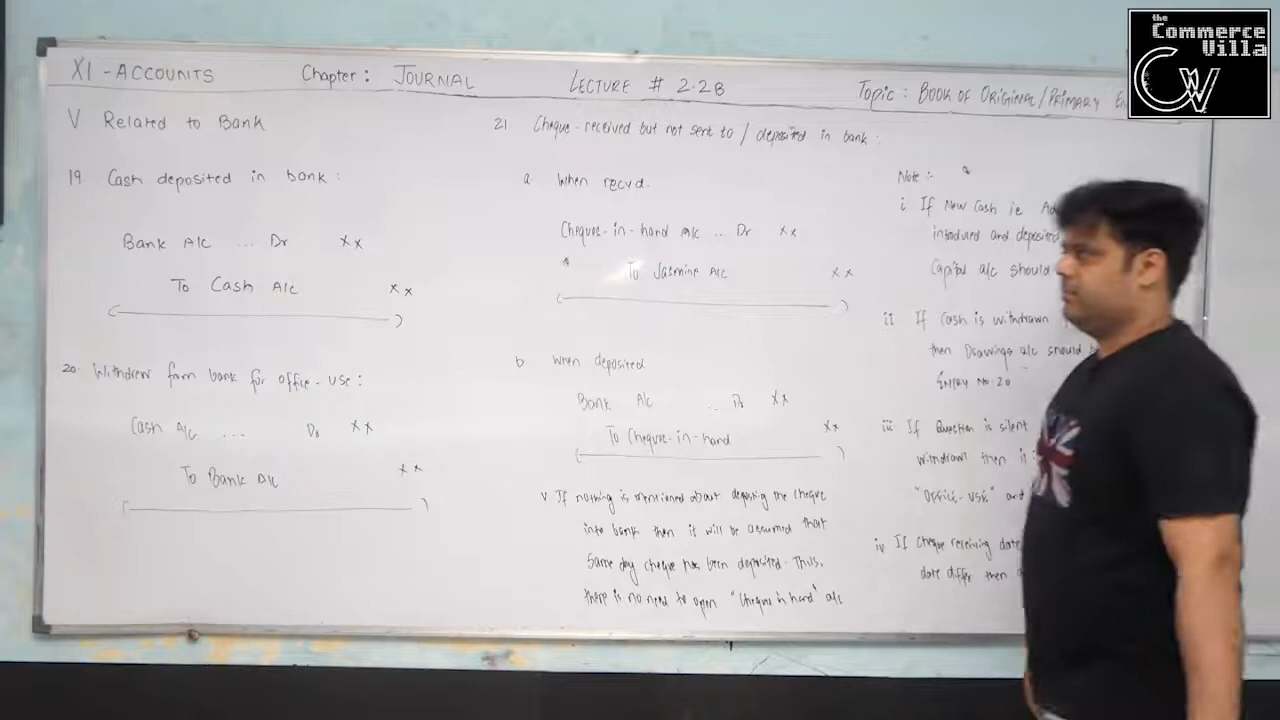 the
Commerce
Villa
CW
XI - ACCOUNTS Chapter : JOURNAL LECTURE # 2.2B Topic : BOOK OF ORIGINAL/PRIMARY
V Related to Bank
19 Cash deposited in bank :
Bank A/c ... Dr xx
To Cash A/c xx
20 Withdrew from bank for office-use :
Cash A/c ... Dr xx
To Bank A/c xx
21 Cheque-received but not sent to / deposited in bank :
a When recvd.
Cheque-in-hand A/c .. Dr xx
To Jasmine A/c xx
b When deposited
Bank A/c .. Dr xx
To Cheque-in-hand xx
v If nothing is mentioned about depositing the cheque
into bank then it will be assumed that
Same day cheque has been deposited. Thus,
there is no need to open "Cheques in hand" a/c
Note :-
i If New Cash ie
introduced and deposited
Capital a/c should
ii If Cash is withdrawn
then Drawings a/c should
ENTRY NO. 20
iii If Question is silent
withdrawl then
"Office-use" and
iv If Cheque receiving date
date differ then